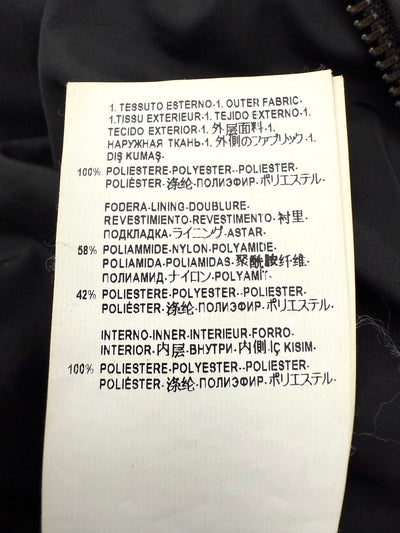 1. TESSUTO ESTERNO-1. OUTER FABRIC-
1.TISSU EXTERIEUR-1. TEJIDO EXTERNO-1.
TECIDO EXTERIOR-1. 外层面料-1.
НАРУЖНАЯ ТКАНЬ-1. 外側のファブリック-1.
DIŞ KUMAŞ-
100% POLIESTERE-POLYESTER--POLIESTER-
POLIÉSTER-涤纶-ПОЛИЭФИР-ポリエステル-
FODERA-LINING-DOUBLURE-
REVESTIMIENTO-REVESTIMENTO-衬里-
ПОДКЛАДКА-ライニング-ASTAR-
58% POLIAMMIDE-NYLON-POLYAMIDE-
POLIAMIDA-POLIAMIDAS-聚酰胺纤维-
ПОЛИАМИД-ナイロン-POLYAMİT-
42% POLIESTERE-POLYESTER--POLIESTER-
POLIÉSTER-涤纶-ПОЛИЭФИР-ポリエステル-
INTERNO-INNER-INTERIEUR-FORRO-
INTERIOR-内层-ВНУТРИ-内側-İÇ KISIM-
100% POLIESTERE-POLYESTER--POLIESTER-
POLIÉSTER-涤纶-ПОЛИЭФИР-ポリエステル-